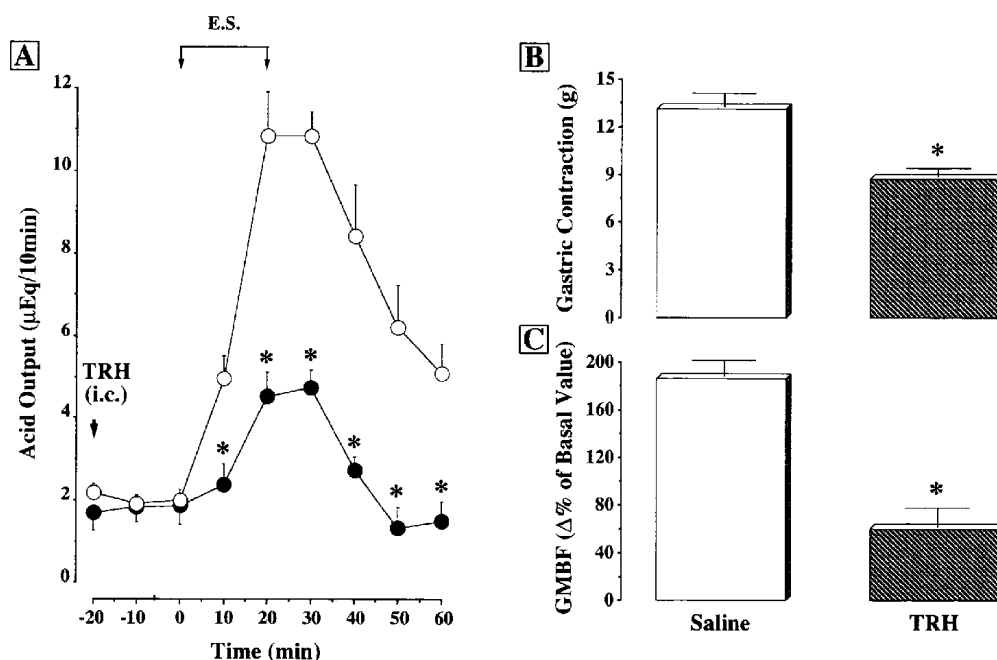 E.S.
A
12
10
8
6
4
2
0
Acid Output (µEq/10min)
TRH
(i.c.)
*
*
*
*
*
*
-20 -10 0 10 20 30 40 50 60
Time (min)
B
15
12
9
6
3
0
Gastric Contraction (g)
*
C
200
160
120
80
40
0
GMBF (Δ% of Basal Value)
*
Saline TRH